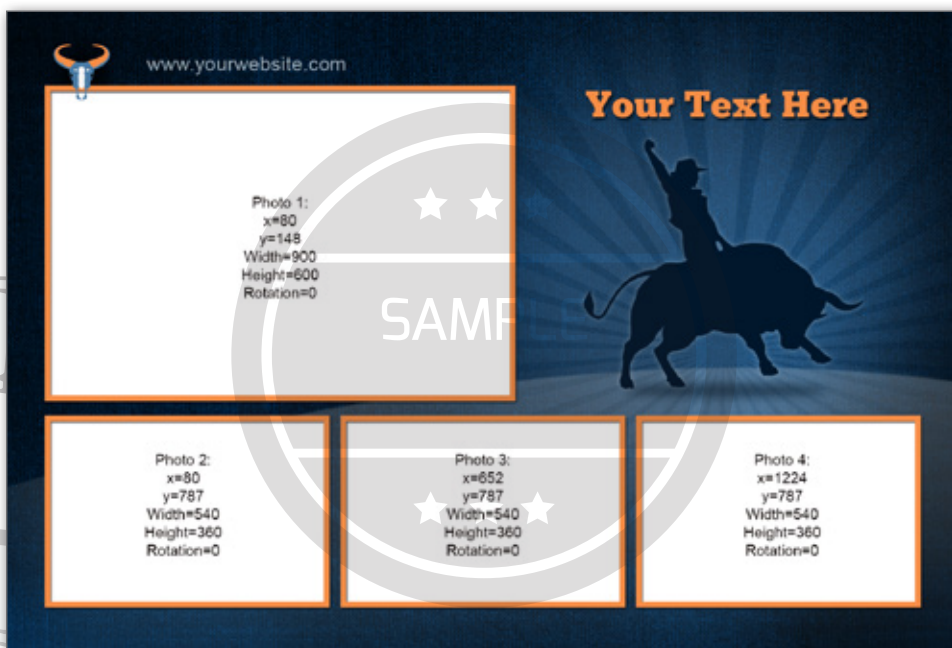 www.yourwebsite.com
Your Text Here
Photo 1:
x=80
y=148
Width=900
Height=600
Rotation=0
SAMPLE
Photo 2:
x=80
y=787
Width=540
Height=360
Rotation=0
Photo 3:
x=652
y=787
Width=540
Height=360
Rotation=0
Photo 4:
x=1224
y=787
Width=540
Height=360
Rotation=0